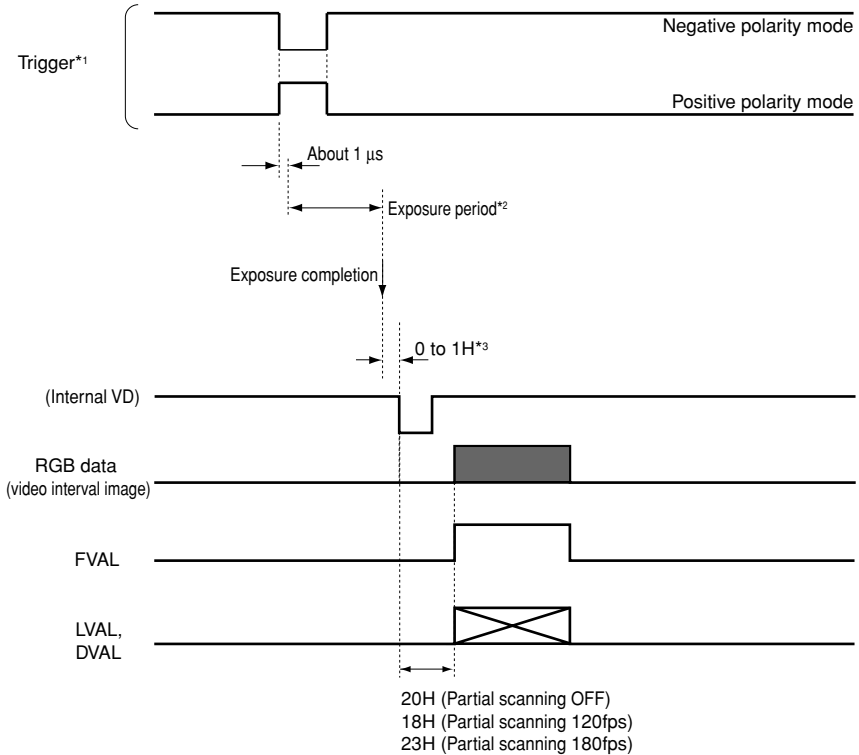 Negative polarity mode
Trigger*1
Positive polarity mode
About 1 μs
Exposure period*2
Exposure completion
0 to 1H*3
(Internal VD)
RGB data
(video interval image)
FVAL
LVAL,
DVAL
20H (Partial scanning OFF)
18H (Partial scanning 120fps)
23H (Partial scanning 180fps)